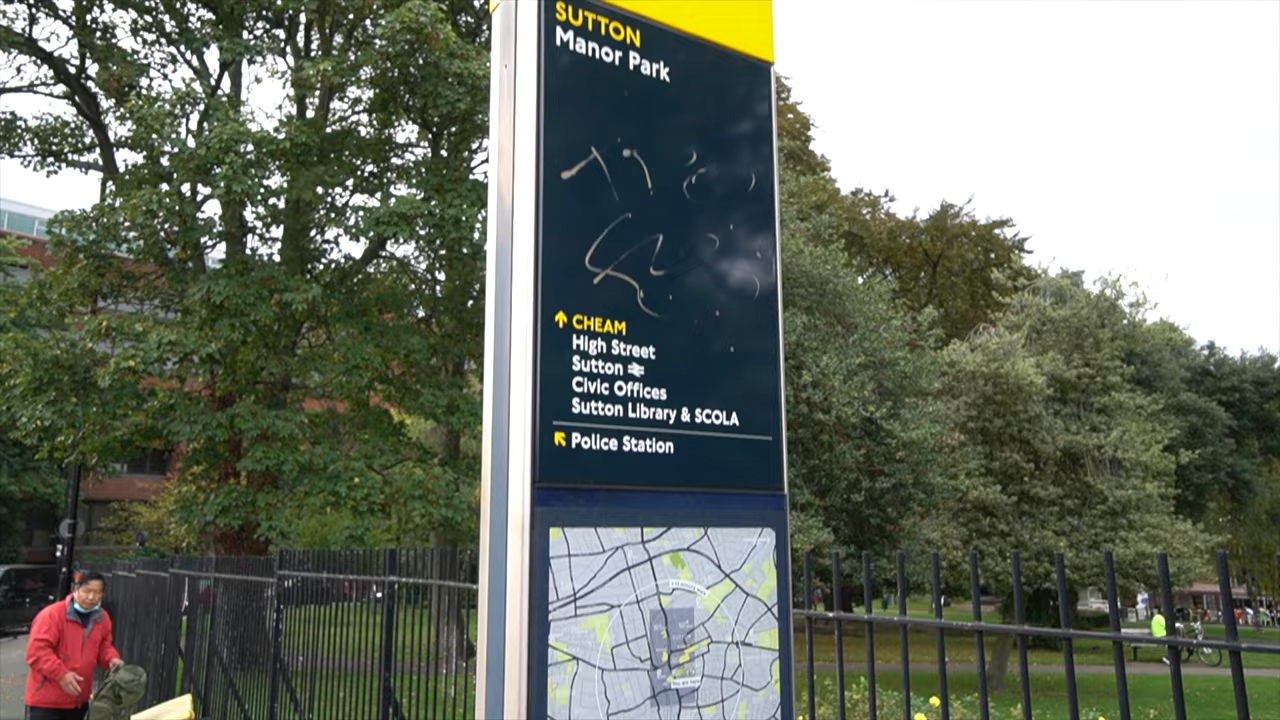 SUTTON
Manor Park
CHEAM
High Street
Sutton
Civic Offices
Sutton Library & SCOLA
Police Station